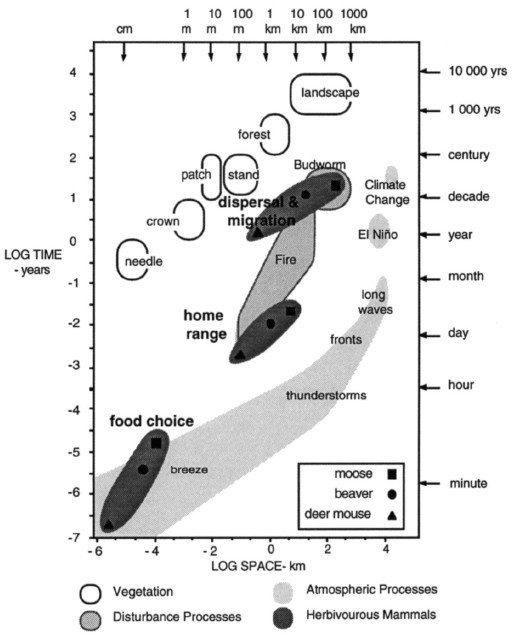 1 10 100 1 10 100 1000
cm m m m km km km km
4 10 000 yrs
landscape
3 1 000 yrs
forest
2 century
Budworm
patch stand
Climate
Change
1 decade
dispersal &
migration
crown
El Niño year
0
LOG TIME
- years
Fire
needle
-1 month
long
waves
home
range
-2 day
fronts
-3
thunderstorms hour
-4
food choice
-5 breeze
moose
beaver
deer mouse
minute
-6
-7
-6 -4 -2 0 2 4
LOG SPACE- km
Vegetation Atmospheric Processes
Disturbance Processes Herbivourous Mammals